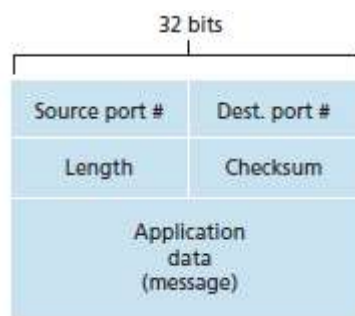 32 bits
Source port #
Dest. port #
Length
Checksum
Application
data
(message)